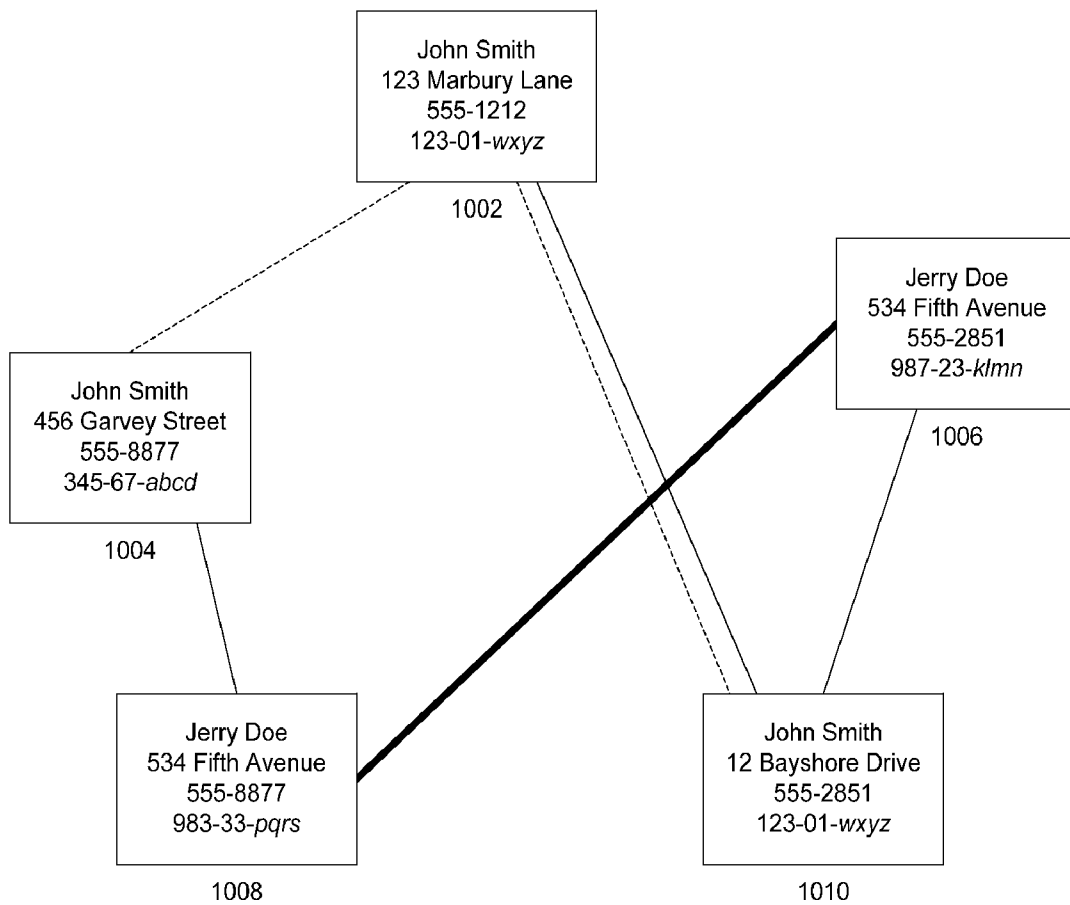 John Smith
123 Marbury Lane
555-1212
123-01-wxyz
1002
Jerry Doe
534 Fifth Avenue
555-2851
987-23-klmn
1006
John Smith
456 Garvey Street
555-8877
345-67-abcd
1004
Jerry Doe
534 Fifth Avenue
555-8877
983-33-pqrs
1008
John Smith
12 Bayshore Drive
555-2851
123-01-wxyz
1010